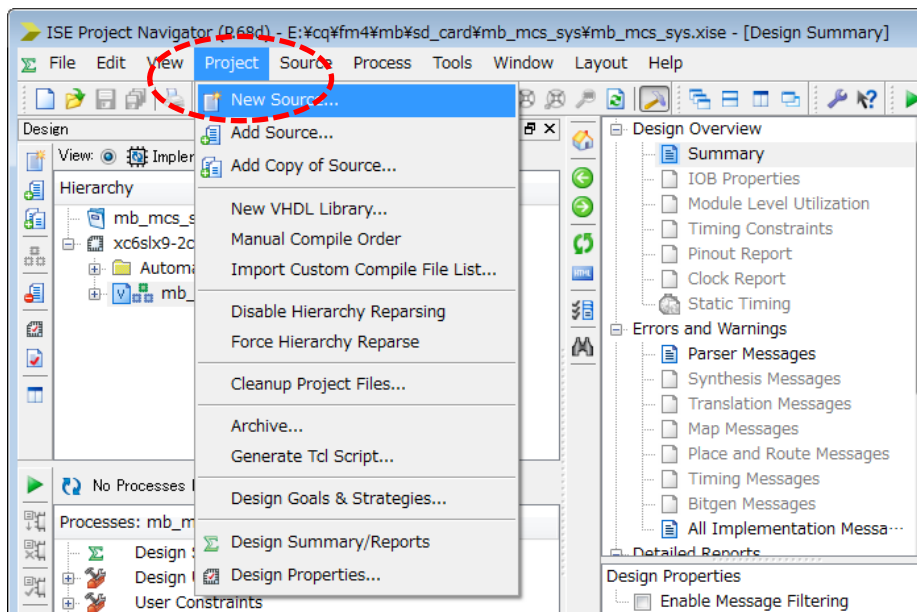 ISE Project Navigator (P.68d) - E:¥cq¥fm4¥mb¥sd_card¥mb_mcs_sys¥mb_mcs_sys.xise - [Design Summary]
File Edit View Project Source Process Tools Window Layout Help
New Source...
Add Source...
Add Copy of Source...
New VHDL Library...
Manual Compile Order
Import Custom Compile File List...
Disable Hierarchy Reparsing
Force Hierarchy Reparse
Cleanup Project Files...
Archive...
Generate Tcl Script...
Design Goals & Strategies...
Design Summary/Reports
Design Properties...
Design
View: Implem
Hierarchy
mb_mcs_s
xc6slx9-2c
Automa
mb_
No Processes
Processes: mb_m
Design S
Design U
User Constraints
Design Overview
Summary
IOB Properties
Module Level Utilization
Timing Constraints
Pinout Report
Clock Report
Static Timing
Errors and Warnings
Parser Messages
Synthesis Messages
Translation Messages
Map Messages
Place and Route Messages
Timing Messages
Bitgen Messages
All Implementation Messa…
Detailed Reports
Design Properties
Enable Message Filtering
HTML